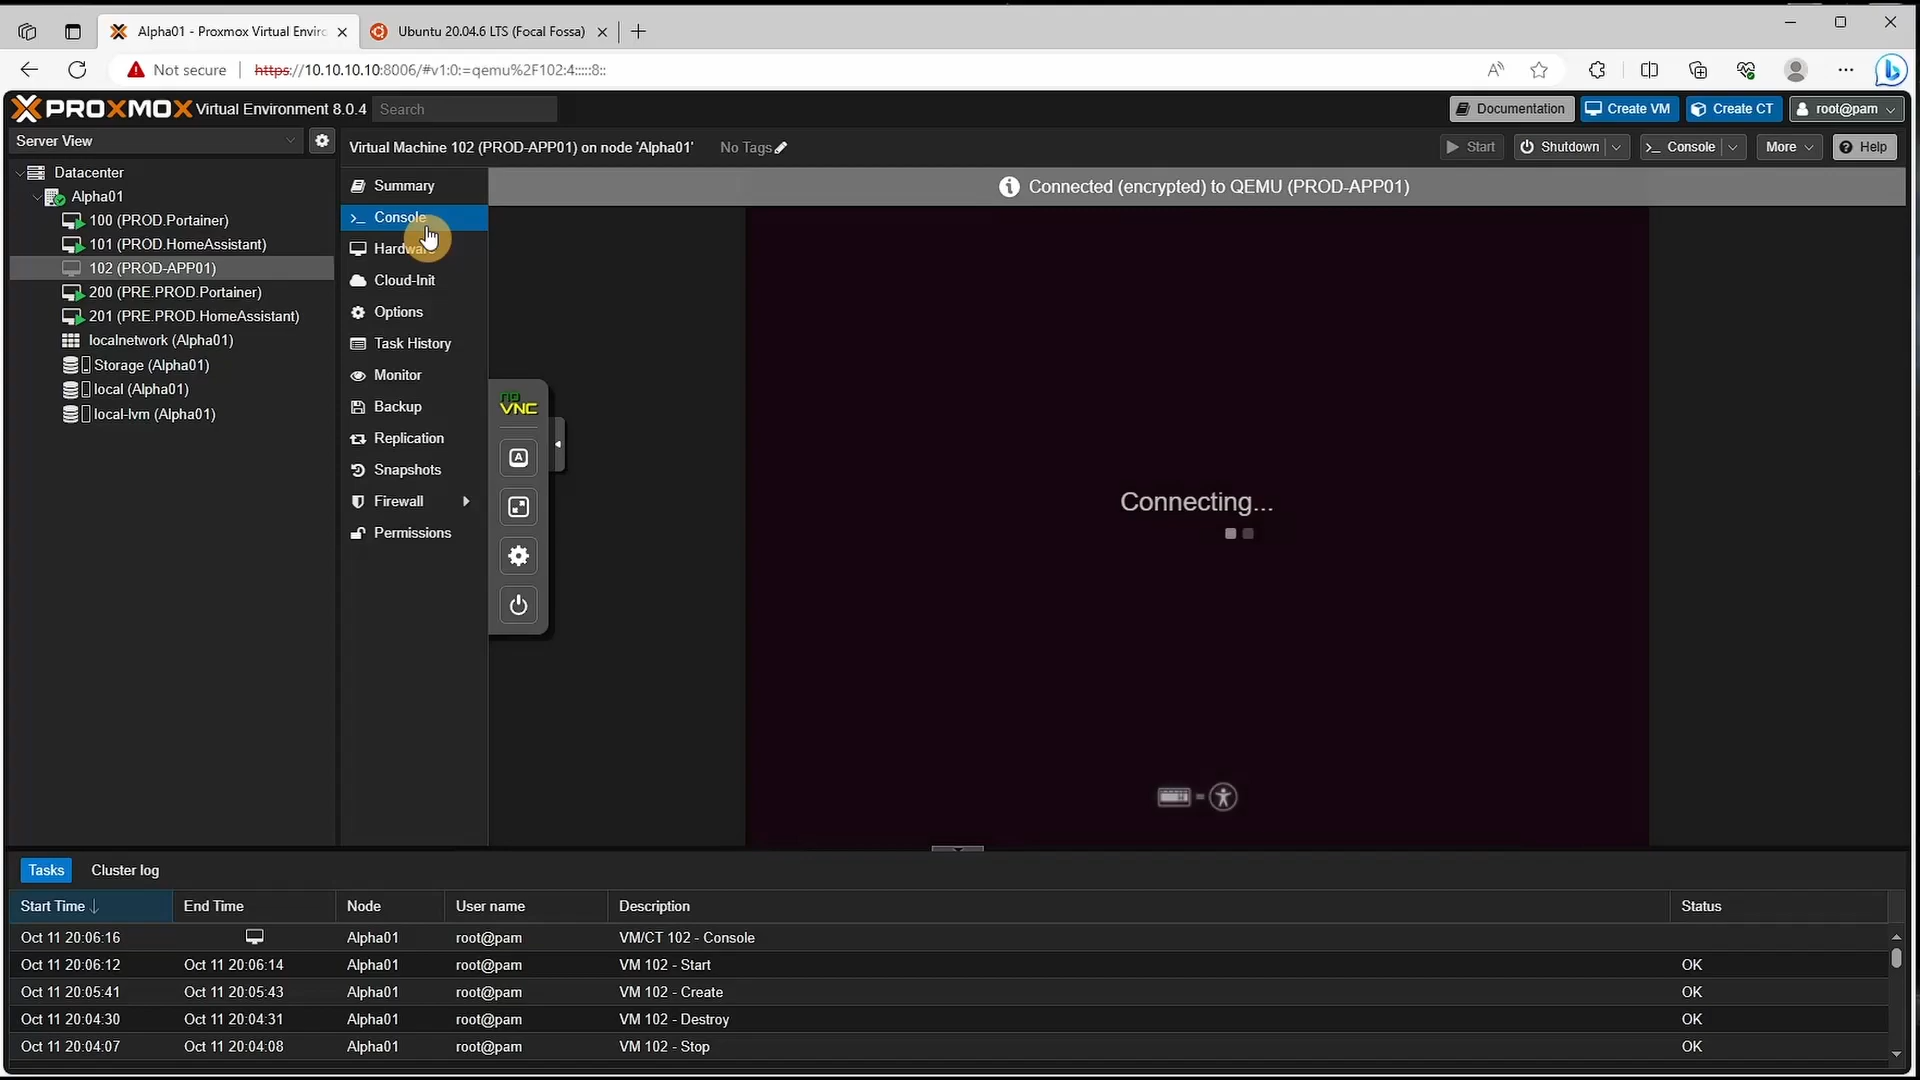 Alpha01 - Proxmox Virtual Enviro
Ubuntu 20.04.6 LTS (Focal Fossa)
Not secure
https://10.10.10.10:8006/#v1:0:=qemu%2F102:4:::::8::
PROXMOX Virtual Environment 8.0.4
Search
Documentation
Create VM
Create CT
root@pam
Server View
Virtual Machine 102 (PROD-APP01) on node 'Alpha01'
No Tags
Start
Shutdown
Console
More
Help
Datacenter
Alpha01
100 (PROD.Portainer)
101 (PROD.HomeAssistant)
102 (PROD-APP01)
200 (PRE.PROD.Portainer)
201 (PRE.PROD.HomeAssistant)
localnetwork (Alpha01)
Storage (Alpha01)
local (Alpha01)
local-lvm (Alpha01)
Summary
Console
Hardware
Cloud-Init
Options
Task History
Monitor
Backup
Replication
Snapshots
Firewall
Permissions
Connected (encrypted) to QEMU (PROD-APP01)
no
VNC
A
Connecting...
Tasks
Cluster log
Start Time End Time Node User name Description Status
Oct 11 20:06:16 Alpha01 root@pam VM/CT 102 - Console
Oct 11 20:06:12 Oct 11 20:06:14 Alpha01 root@pam VM 102 - Start OK
Oct 11 20:05:41 Oct 11 20:05:43 Alpha01 root@pam VM 102 - Create OK
Oct 11 20:04:30 Oct 11 20:04:31 Alpha01 root@pam VM 102 - Destroy OK
Oct 11 20:04:07 Oct 11 20:04:08 Alpha01 root@pam VM 102 - Stop OK